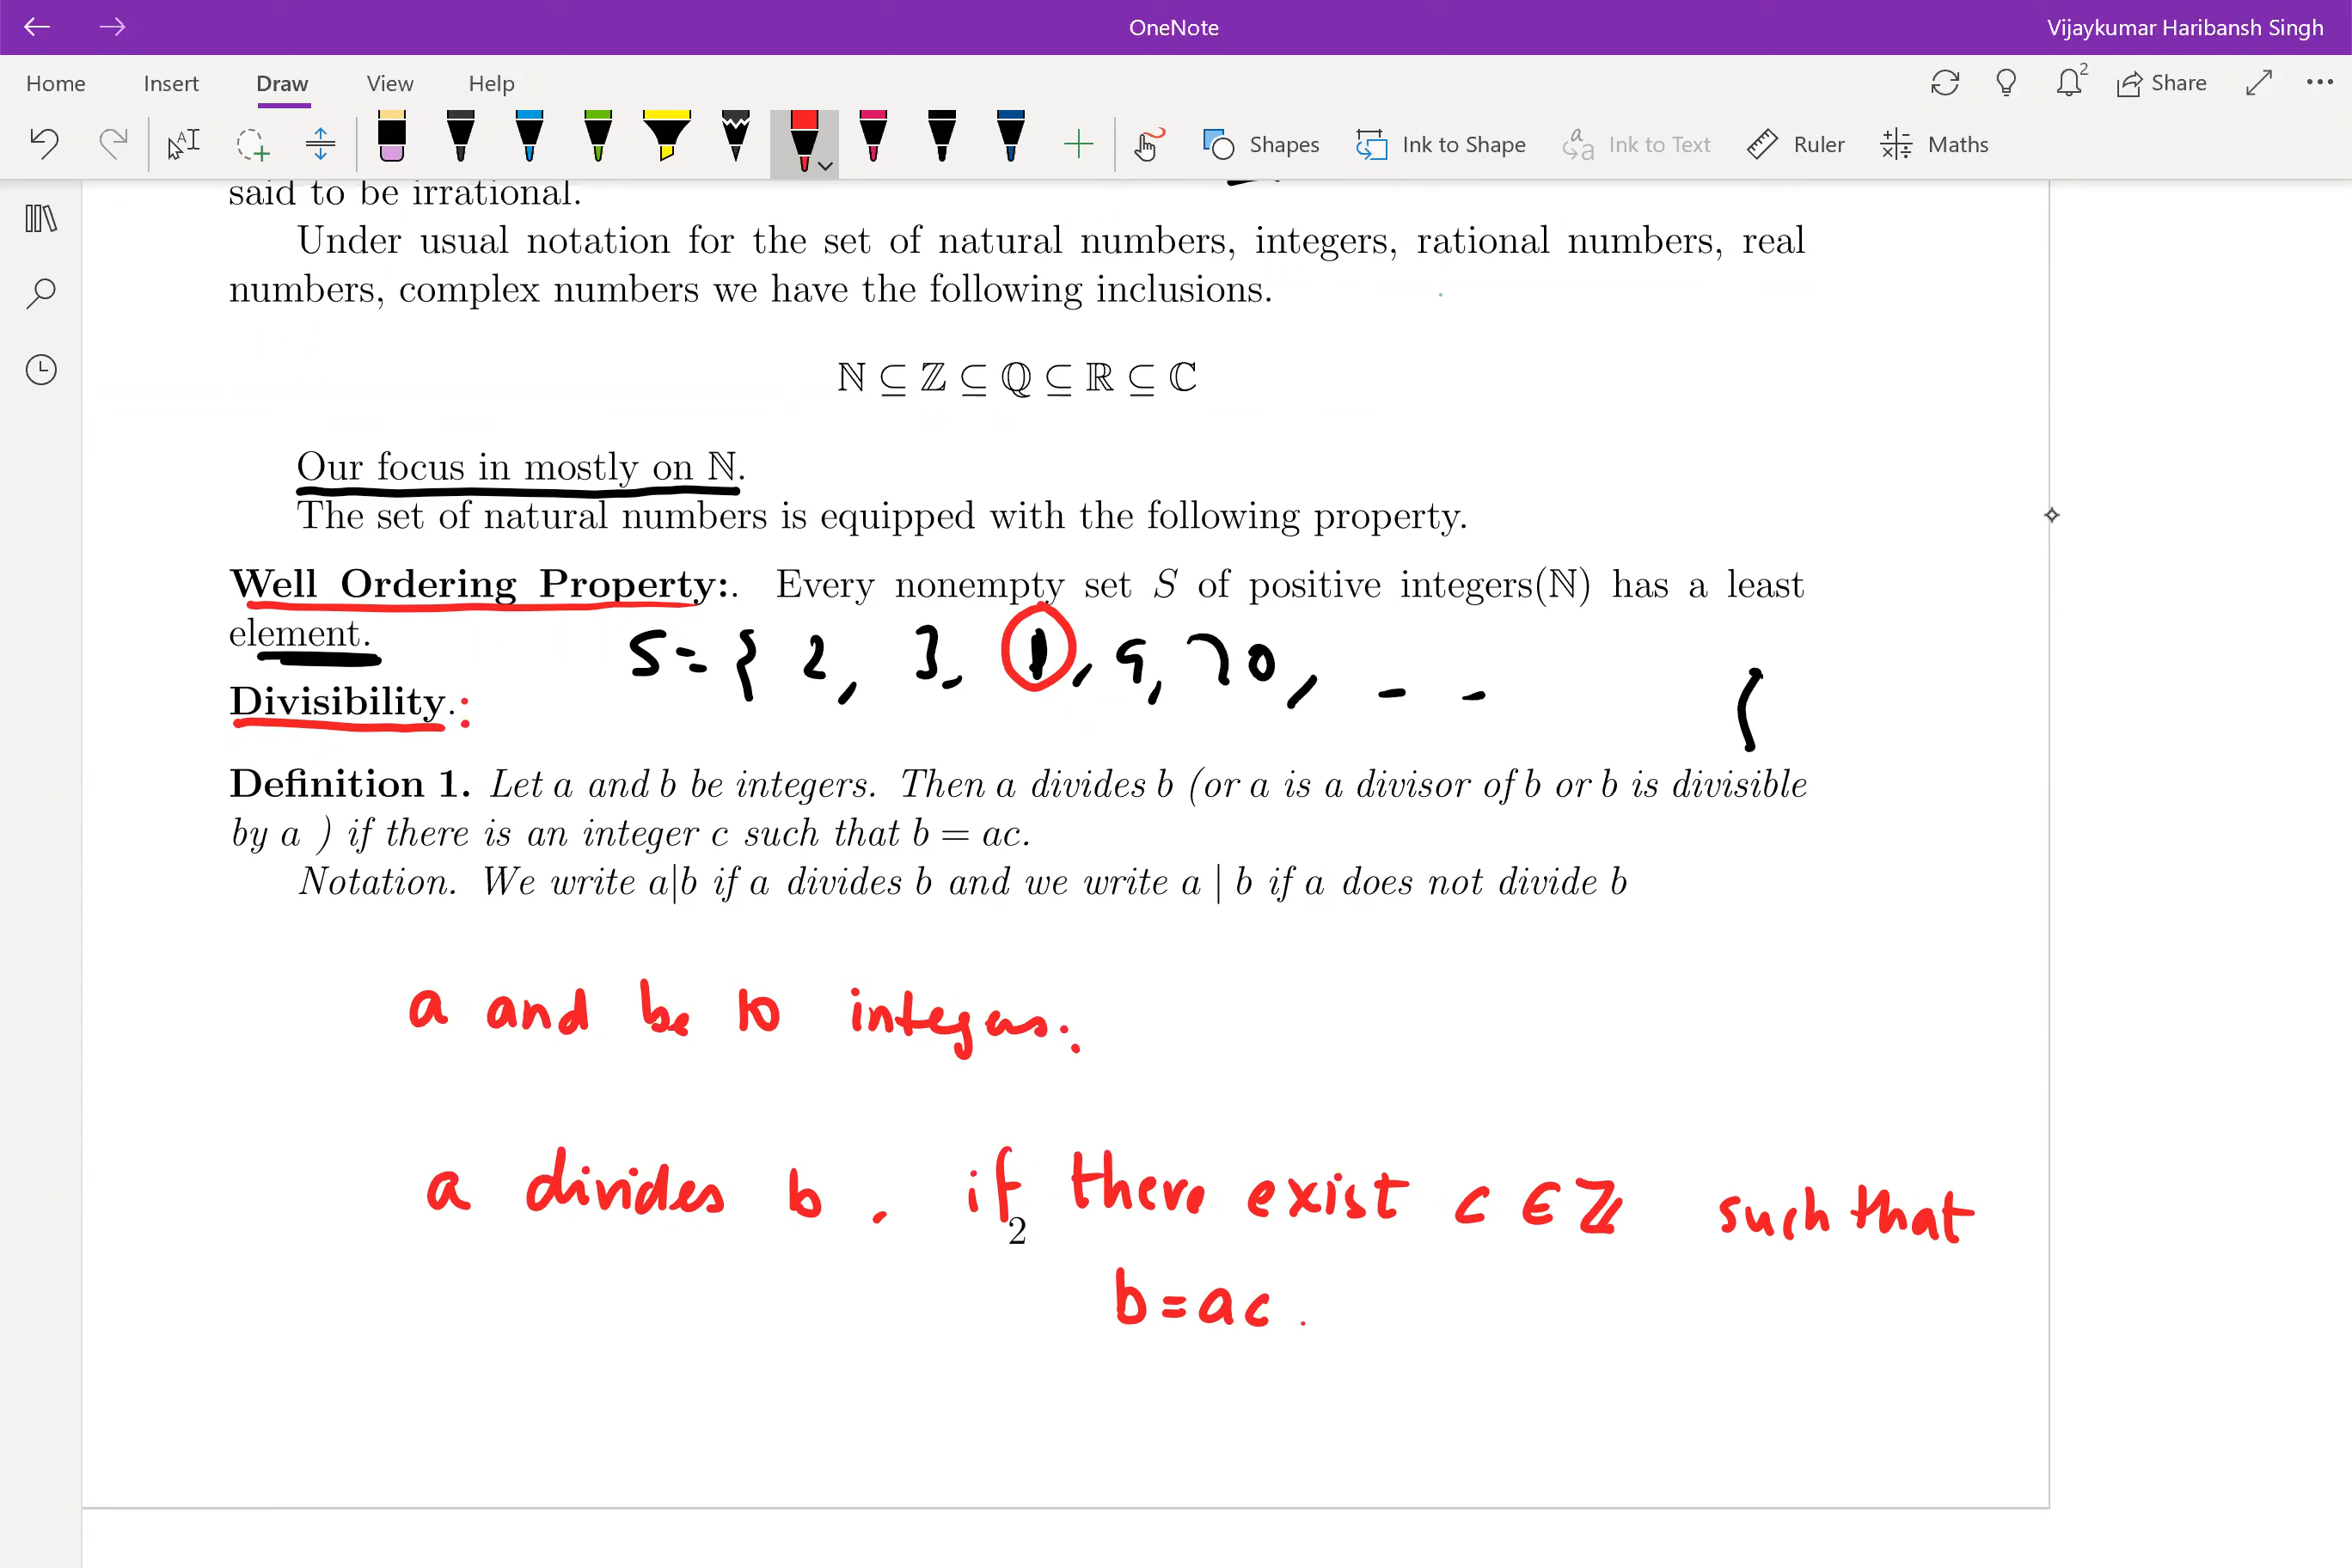 OneNote
Vijaykumar Haribansh Singh
Home Insert Draw View Help
2
Share
Shapes Ink to Shape Ink to Text Ruler Maths
said to be irrational.
Under usual notation for the set of natural numbers, integers, rational numbers, real
numbers, complex numbers we have the following inclusions.
ℕ ⊆ ℤ ⊆ ℚ ⊆ ℝ ⊆ ℂ
Our focus in mostly on ℕ.
The set of natural numbers is equipped with the following property.
Well Ordering Property:. Every nonempty set S of positive integers(ℕ) has a least
element.
S = { 2, 3, 1, 9, 70, - -
Divisibility.:
Definition 1. Let a and b be integers. Then a divides b (or a is a divisor of b or b is divisible
by a ) if there is an integer c such that b = ac.
Notation. We write a|b if a divides b and we write a | b if a does not divide b
a and be to integers.
a divides b, if there exist c ∈ ℤ such that
2
b = ac.